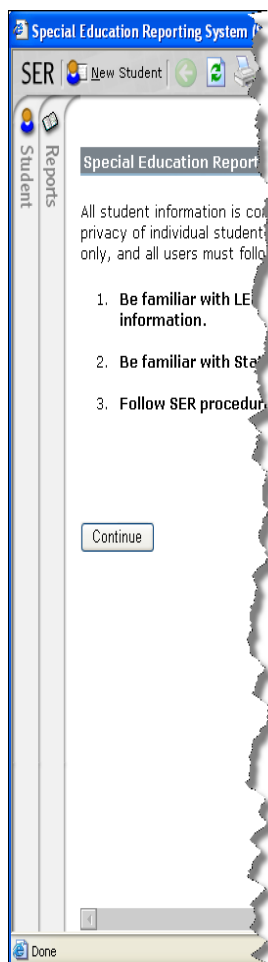 Special Education Reporting System (
SER New Student
Student
Reports
Special Education Report
All student information is co
privacy of individual student
only, and all users must follo
1. Be familiar with LE
information.
2. Be familiar with Sta
3. Follow SER procedur
Continue
Done